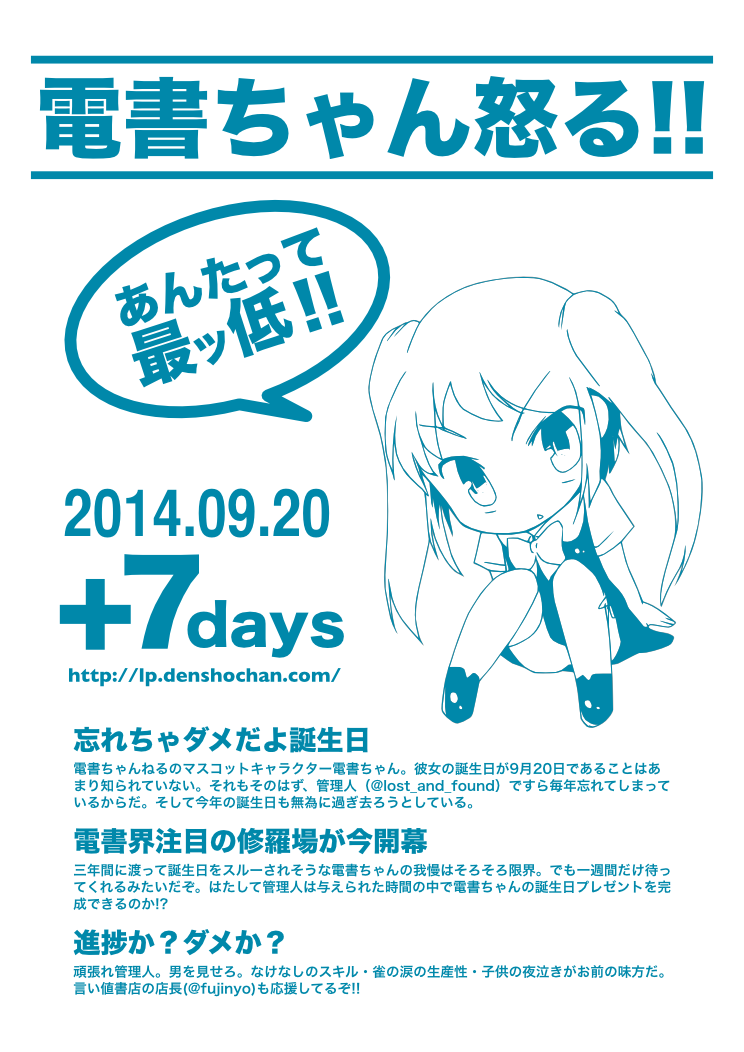 電書ちゃん怒る!!
あんたって
最ッ低!!
2014.09.20
+7days
http://lp.denshochan.com/
忘れちゃダメだよ誕生日
電書ちゃんねるのマスコットキャラクター電書ちゃん。彼女の誕生日が9月20日であることはあ
まり知られていない。それもそのはず、管理人（@lost_and_found）ですら毎年忘れてしまって
いるからだ。そして今年の誕生日も無為に過ぎ去ろうとしている。
電書界注目の修羅場が今開幕
三年間に渡って誕生日をスルーされそうな電書ちゃんの我慢はそろそろ限界。でも一週間だけ待っ
てくれるみたいだぞ。はたして管理人は与えられた時間の中で電書ちゃんの誕生日プレゼントを完
成できるのか!?
進捗か？ダメか？
頑張れ管理人。男を見せろ。なけなしのスキル・雀の涙の生産性・子供の夜泣きがお前の味方だ。
言い値書店の店長(@fujinyo)も応援してるぞ!!